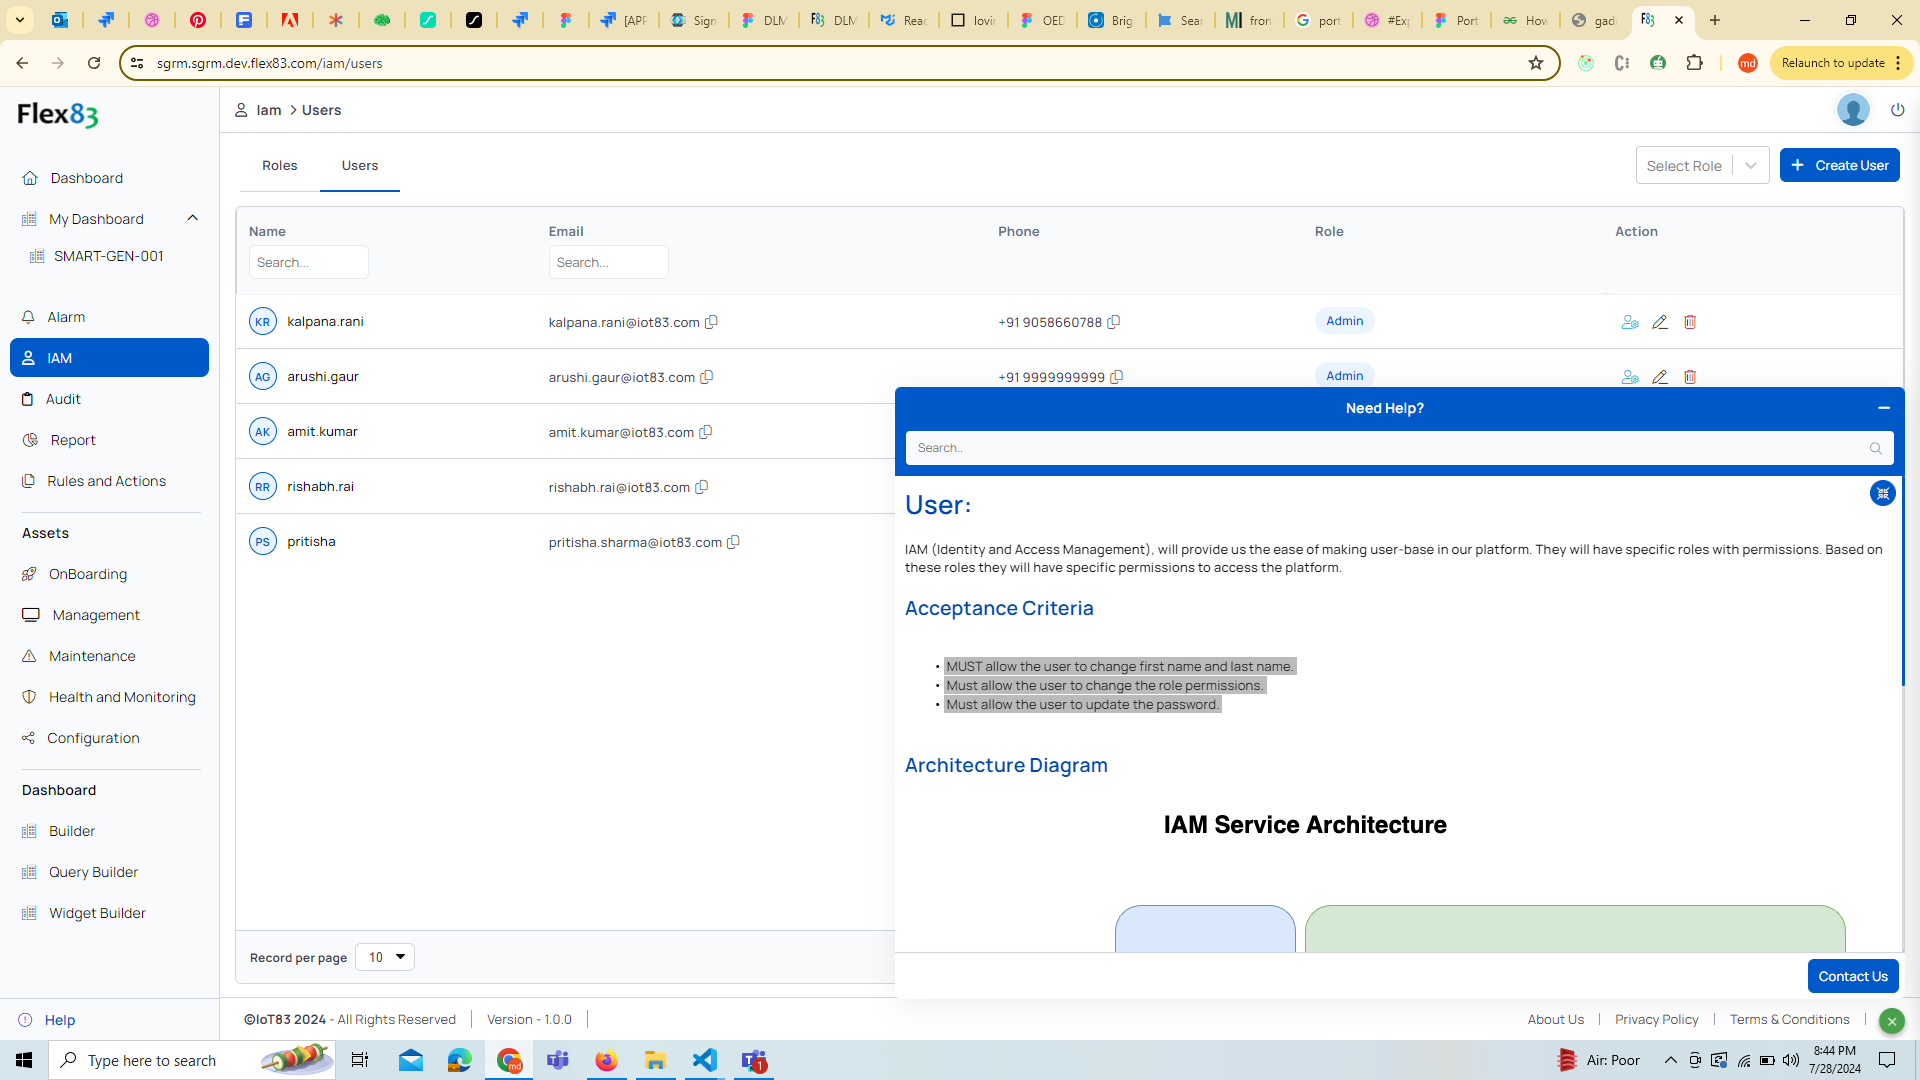 [APP
Sign
DLM
DLM
Reac
lovin
OED
Brig
Sear
fron
port
#Exp
Port
How
gad
sgrm.sgrm.dev.flex83.com/iam/users
Relaunch to update
Flex83
Iam > Users
Dashboard
My Dashboard
SMART-GEN-001
Alarm
IAM
Audit
Report
Rules and Actions
Assets
OnBoarding
Management
Maintenance
Health and Monitoring
Configuration
Dashboard
Builder
Query Builder
Widget Builder
Help
Roles Users
Select Role
+ Create User
Name Email Phone Role Action
Search... Search...
KR kalpana.rani kalpana.rani@iot83.com +91 9058660788 Admin
AG arushi.gaur arushi.gaur@iot83.com +91 9999999999 Admin
AK amit.kumar amit.kumar@iot83.com
RR rishabh.rai rishabh.rai@iot83.com
PS pritisha pritisha.sharma@iot83.com
Record per page 10
Need Help?
Search..
User:
IAM (Identity and Access Management), will provide us the ease of making user-base in our platform. They will have specific roles with permissions. Based on
these roles they will have specific permissions to access the platform.
Acceptance Criteria
• MUST allow the user to change first name and last name.
• Must allow the user to change the role permissions.
• Must allow the user to update the password.
Architecture Diagram
IAM Service Architecture
Contact Us
©IoT83 2024 - All Rights Reserved | Version - 1.0.0 |
About Us | Privacy Policy | Terms & Conditions |
Type here to search
1
Air: Poor
8:44 PM
7/28/2024